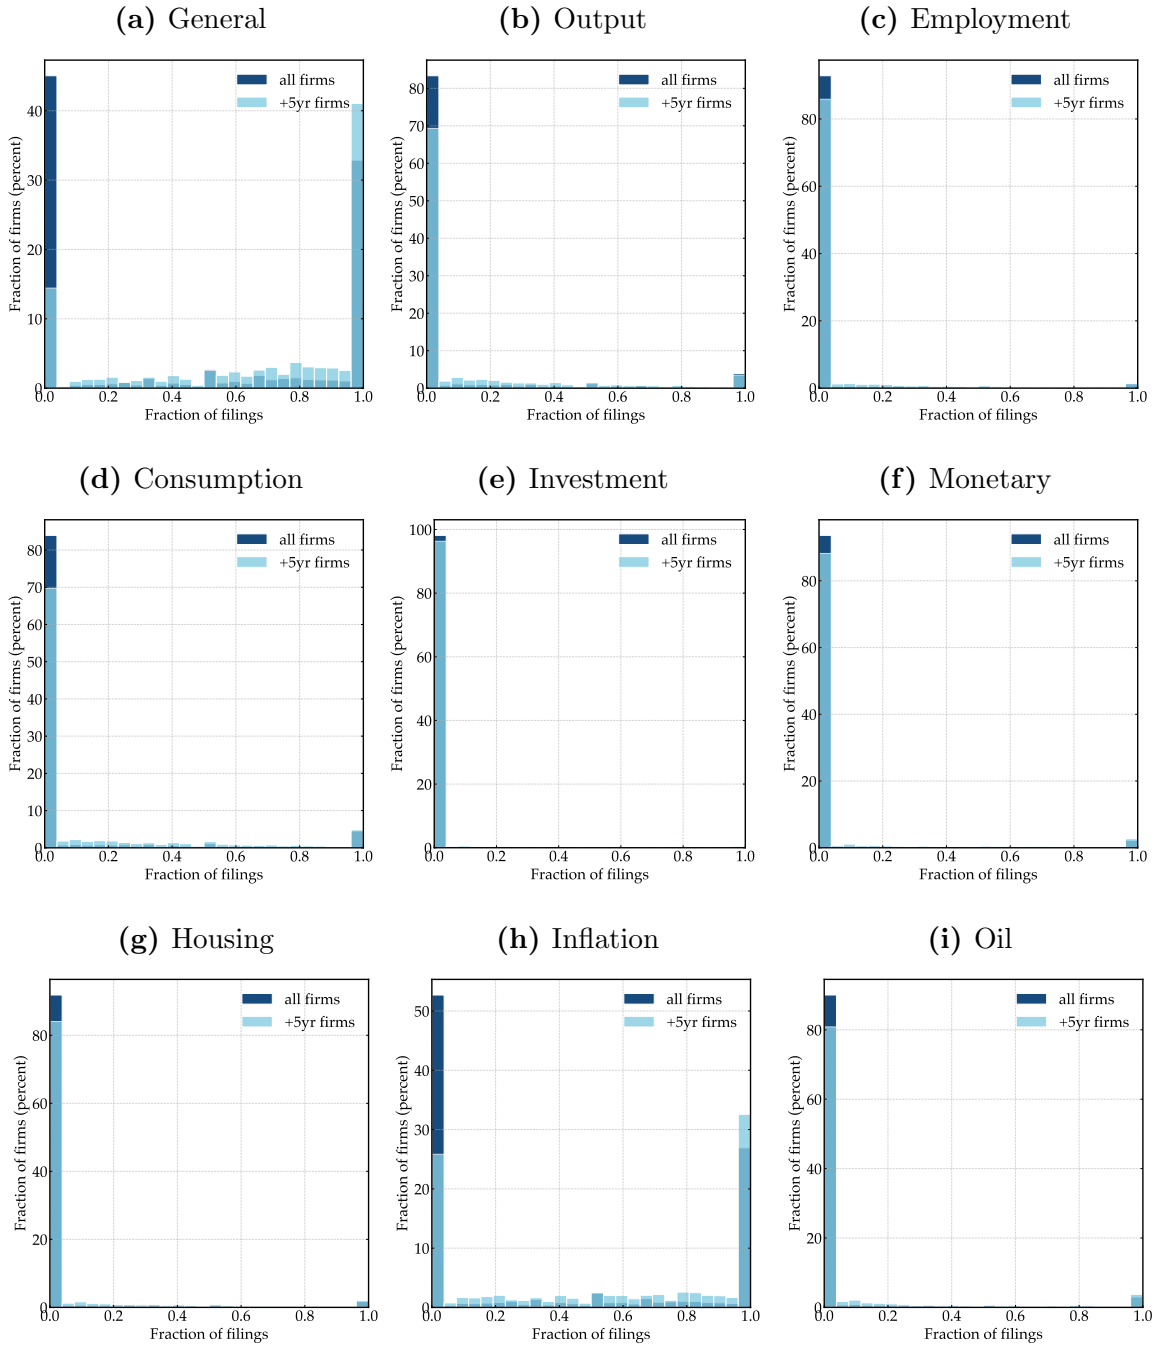 (a) General
all firms
+5yr firms
Fraction of firms (percent)
40
30
20
10
0
0.0 0.2 0.4 0.6 0.8 1.0
Fraction of filings
(b) Output
all firms
+5yr firms
Fraction of firms (percent)
80
70
60
50
40
30
20
10
0
0.0 0.2 0.4 0.6 0.8 1.0
Fraction of filings
(c) Employment
all firms
+5yr firms
Fraction of firms (percent)
80
60
40
20
0
0.0 0.2 0.4 0.6 0.8 1.0
Fraction of filings
(d) Consumption
all firms
+5yr firms
Fraction of firms (percent)
80
70
60
50
40
30
20
10
0
0.0 0.2 0.4 0.6 0.8 1.0
Fraction of filings
(e) Investment
all firms
+5yr firms
Fraction of firms (percent)
100
80
60
40
20
0
0.0 0.2 0.4 0.6 0.8 1.0
Fraction of filings
(f) Monetary
all firms
+5yr firms
Fraction of firms (percent)
80
60
40
20
0
0.0 0.2 0.4 0.6 0.8 1.0
Fraction of filings
(g) Housing
all firms
+5yr firms
Fraction of firms (percent)
80
60
40
20
0
0.0 0.2 0.4 0.6 0.8 1.0
Fraction of filings
(h) Inflation
all firms
+5yr firms
Fraction of firms (percent)
50
40
30
20
10
0
0.0 0.2 0.4 0.6 0.8 1.0
Fraction of filings
(i) Oil
all firms
+5yr firms
Fraction of firms (percent)
80
60
40
20
0
0.0 0.2 0.4 0.6 0.8 1.0
Fraction of filings